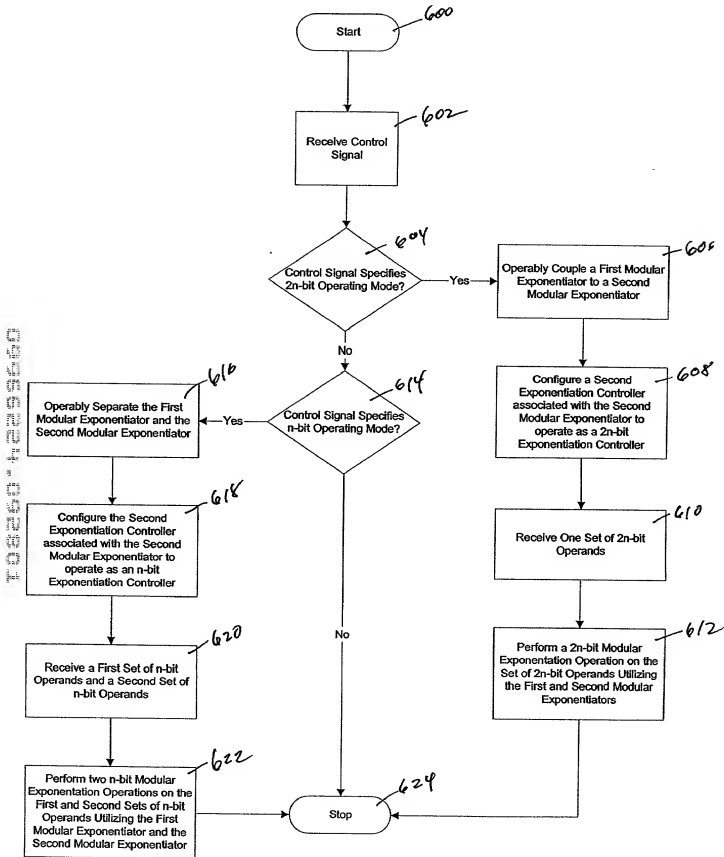 Start
600
Receive Control
Signal
602
Control Signal Specifies
2n-bit Operating Mode?
604
Yes
Operably Couple a First Modular
Exponentiator to a Second
Modular Exponentiator
606
No
Configure a Second
Exponentiation Controller
associated with the Second
Modular Exponentiator to
operate as a 2n-bit
Exponentiation Controller
608
Receive One Set of 2n-bit
Operands
610
Perform a 2n-bit Modular
Exponentation Operation on the
Set of 2n-bit Operands Utilizing
the First and Second Modular
Exponentiators
612
Control Signal Specifies
n-bit Operating Mode?
614
Yes
Operably Separate the First
Modular Exponentiator and the
Second Modular Exponentiator
616
Configure the Second
Exponentiation Controller
associated with the Second
Modular Exponentiator to
operate as an n-bit
Exponentiation Controller
618
Receive a First Set of n-bit
Operands and a Second Set of
n-bit Operands
620
Perform two n-bit Modular
Exponentation Operations on the
First and Second Sets of n-bit
Operands Utilizing the First
Modular Exponentiator and the
Second Modular Exponentiator
622
No
Stop
624